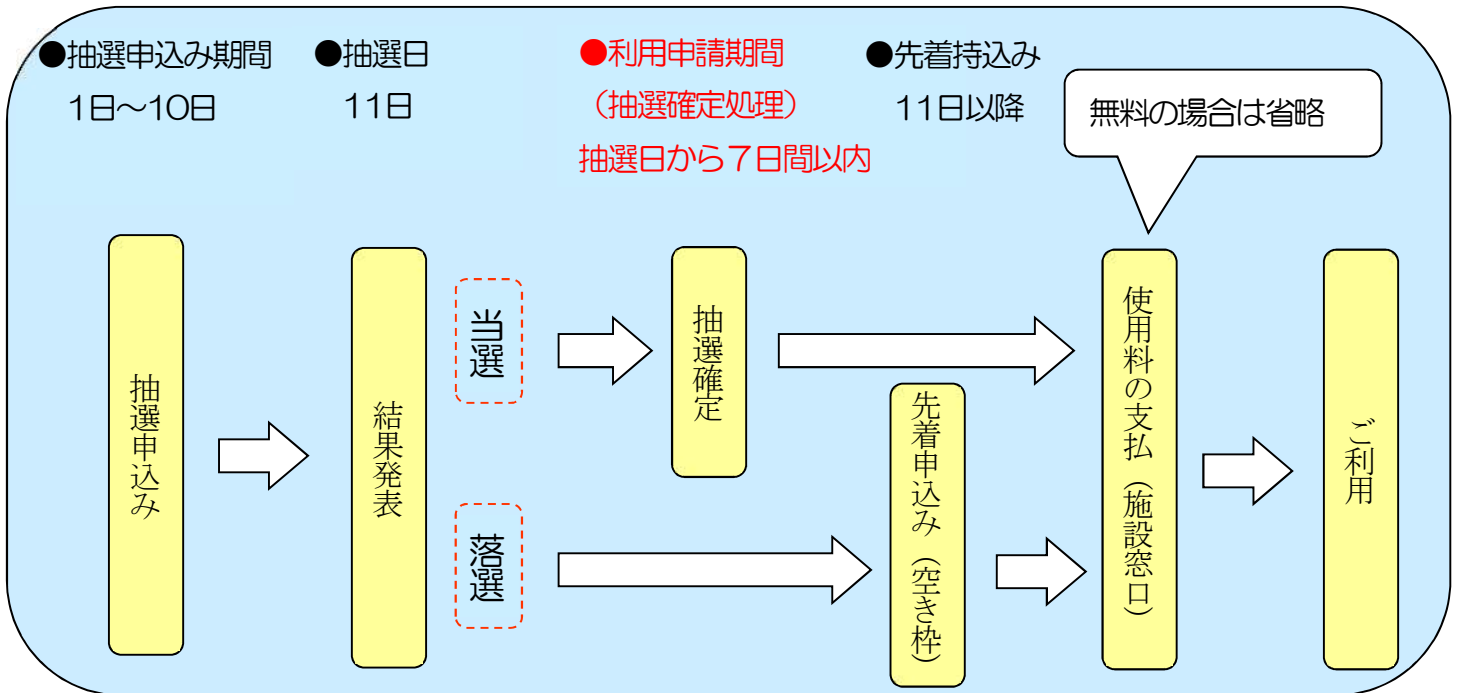 ●抽選申込み期間
1日～10日
●抽選日
11日
●利用申請期間
（抽選確定処理）
抽選日から７日間以内
●先着持込み
11日以降
無料の場合は省略
抽選申込み
結果発表
当選
落選
抽選確定
先着申込み（空き枠）
使用料の支払（施設窓口）
ご利用